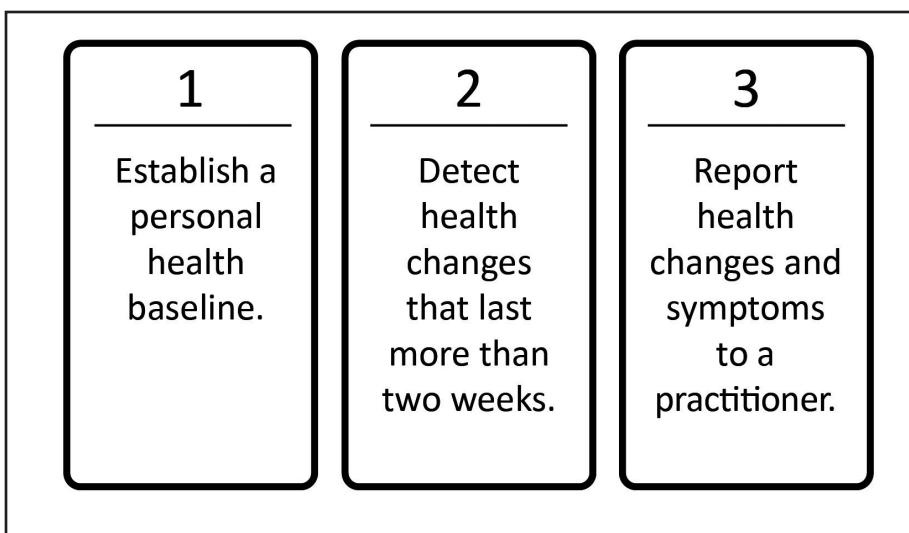 1
Establish a
personal
health
baseline.
2
Detect
health
changes
that last
more than
two weeks.
3
Report
health
changes and
symptoms
to a
practitioner.